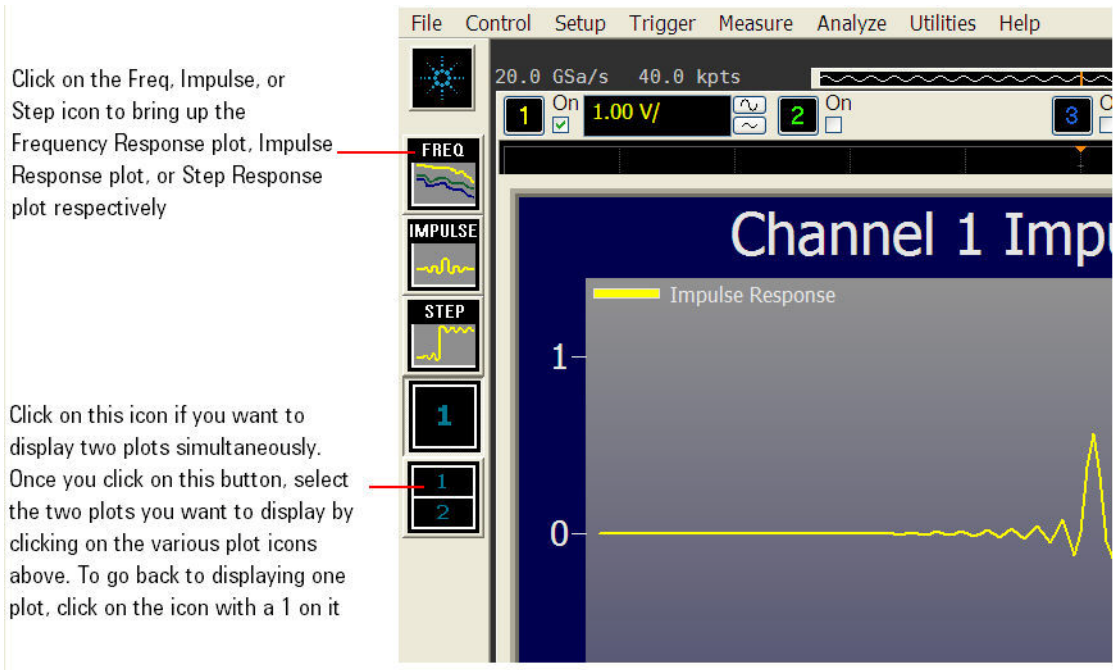 File Control Setup Trigger Measure Analyze Utilities Help
Click on the Freq, Impulse, or
Step icon to bring up the
Frequency Response plot, Impulse
Response plot, or Step Response
plot respectively
20.0 GSa/s 40.0 kpts
1 On 1.00 V/ 2 On 3
FREQ
IMPULSE
STEP
1
1
2
Channel 1 Impu
Impulse Response
1
0
Click on this icon if you want to
display two plots simultaneously.
Once you click on this button, select
the two plots you want to display by
clicking on the various plot icons
above. To go back to displaying one
plot, click on the icon with a 1 on it